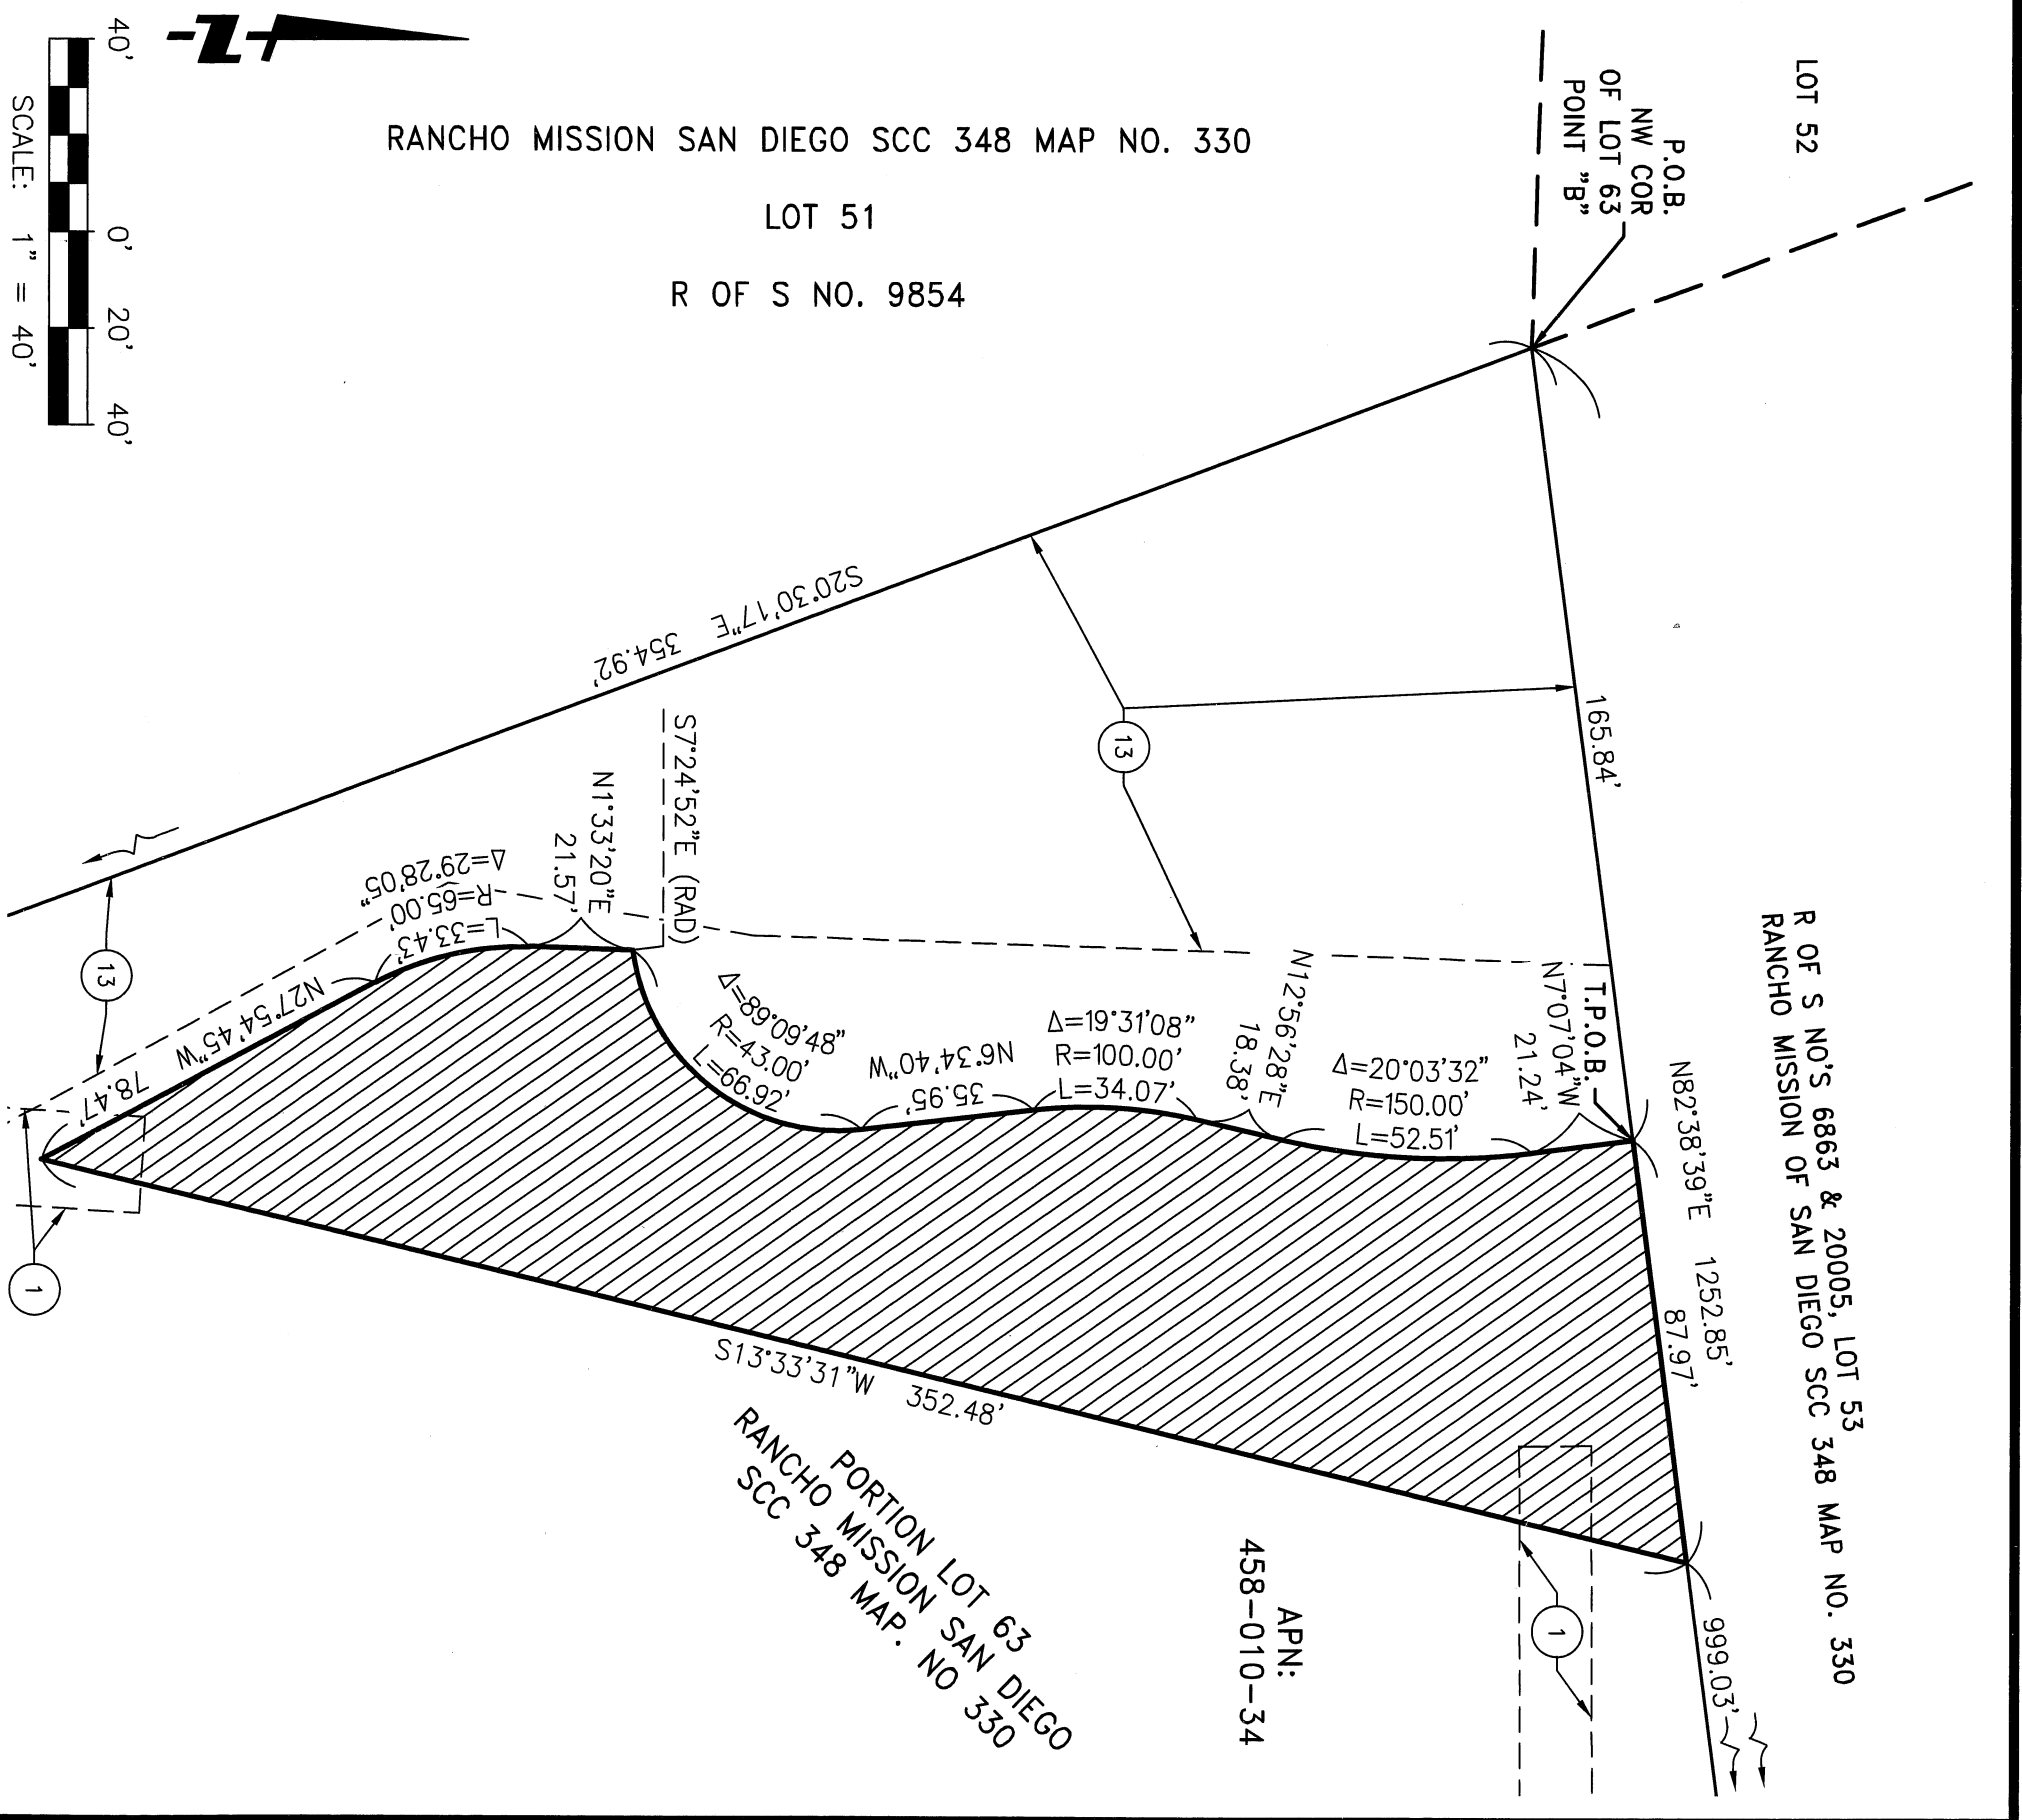 LOT 52
P.O.B.
NW COR
OF LOT 63
POINT "B"
RANCHO MISSION SAN DIEGO SCC 348 MAP NO. 330
LOT 51
R OF S NO. 9854
N
40' 0' 20' 40'
SCALE: 1" = 40'
S20°30'17"E 354.92'
165.84'
13
R OF S NO'S 6863 & 20005, LOT 53
RANCHO MISSION OF SAN DIEGO SCC 348 MAP NO. 330
N82°38'39"E 1252.85'
87.97'
999.03'
T.P.O.B.
N7°07'04"W
21.24'
Δ=20°03'32"
R=150.00'
L=52.51'
N12°56'28"E
18.38'
Δ=19°31'08"
R=100.00'
L=34.07'
N6°34'40"W
35.95'
Δ=89°09'48"
R=43.00'
L=66.92'
S7°24'52"E (RAD)
N1°33'20"E
21.57'
Δ=29°28'05"
R=65.00'
L=33.43'
N27°54'45"W 78.47'
13
1
S13°33'31"W 352.48'
PORTION LOT 63
RANCHO MISSION SAN DIEGO
SCC 348 MAP. NO 330
APN:
458-010-34
1